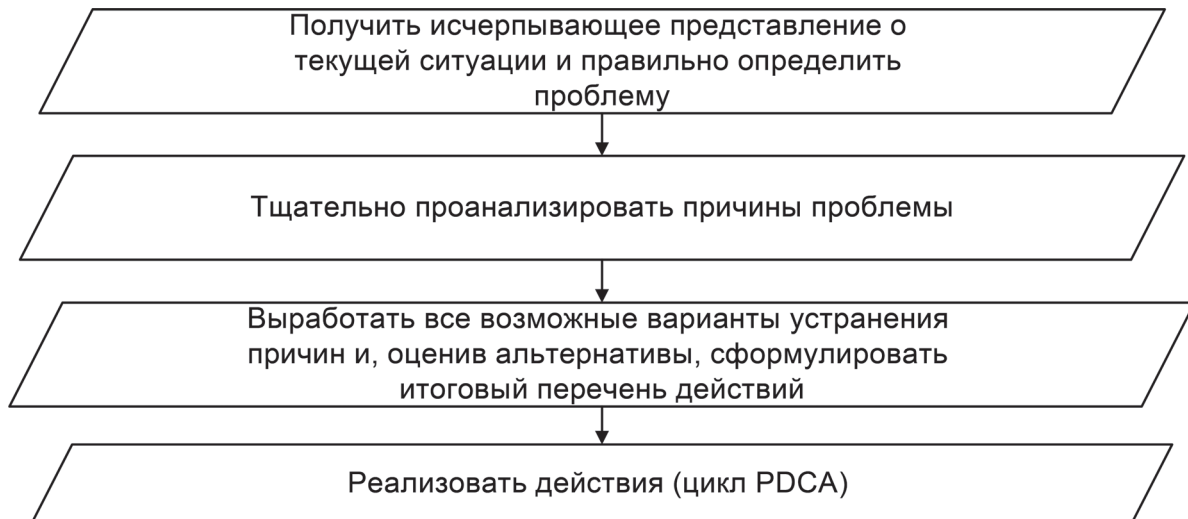 Получить исчерпывающее представление о
текущей ситуации и правильно определить
проблему
Тщательно проанализировать причины проблемы
Выработать все возможные варианты устранения
причин и, оценив альтернативы, сформулировать
итоговый перечень действий
Реализовать действия (цикл PDCA)